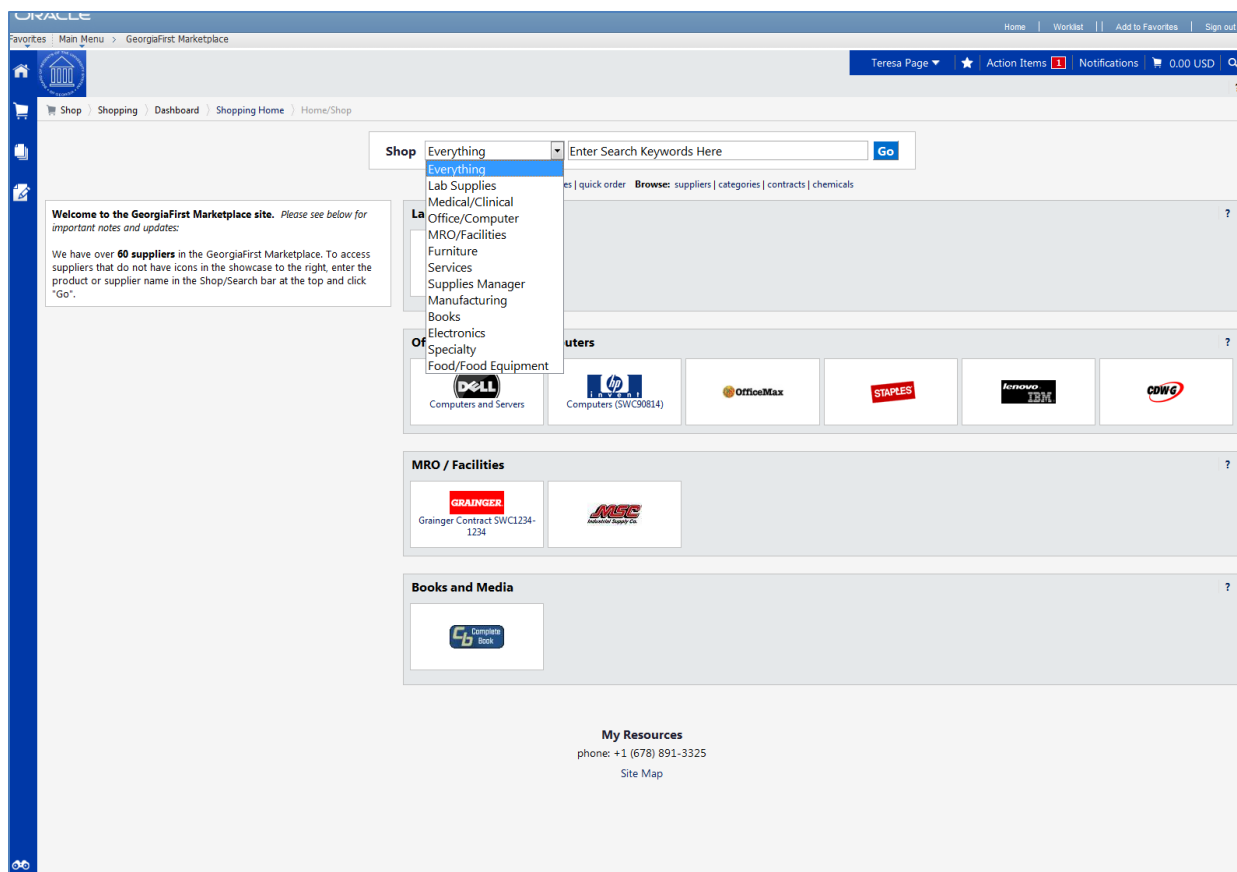 ORACLE
Home | Worklist | | Add to Favorites | Sign out
Favorites Main Menu > GeorgiaFirst Marketplace
Teresa Page Action Items 1 Notifications 0.00 USD
?
Shop Shopping Dashboard Shopping Home Home/Shop
Shop Everything Enter Search Keywords Here Go
Everything
Lab Supplies
Medical/Clinical
Office/Computer
MRO/Facilities
Furniture
Services
Supplies Manager
Manufacturing
Books
Electronics
Specialty
Food/Food Equipment
| quick order Browse: suppliers | categories | contracts | chemicals
Welcome to the GeorgiaFirst Marketplace site. Please see below for
important notes and updates:
We have over 60 suppliers in the GeorgiaFirst Marketplace. To access
suppliers that do not have icons in the showcase to the right, enter the
product or supplier name in the Shop/Search bar at the top and click
"Go".
?
?
DELL
Computers and Servers
hp
invent
Computers (SWC90814)
OfficeMax
STAPLES
lenovo
IBM
CDWG
MRO / Facilities ?
GRAINGER
Grainger Contract SWC1234-
1234
MSC
Industrial Supply Co.
Books and Media ?
Cb Complete
Book
My Resources
phone: +1 (678) 891-3325
Site Map